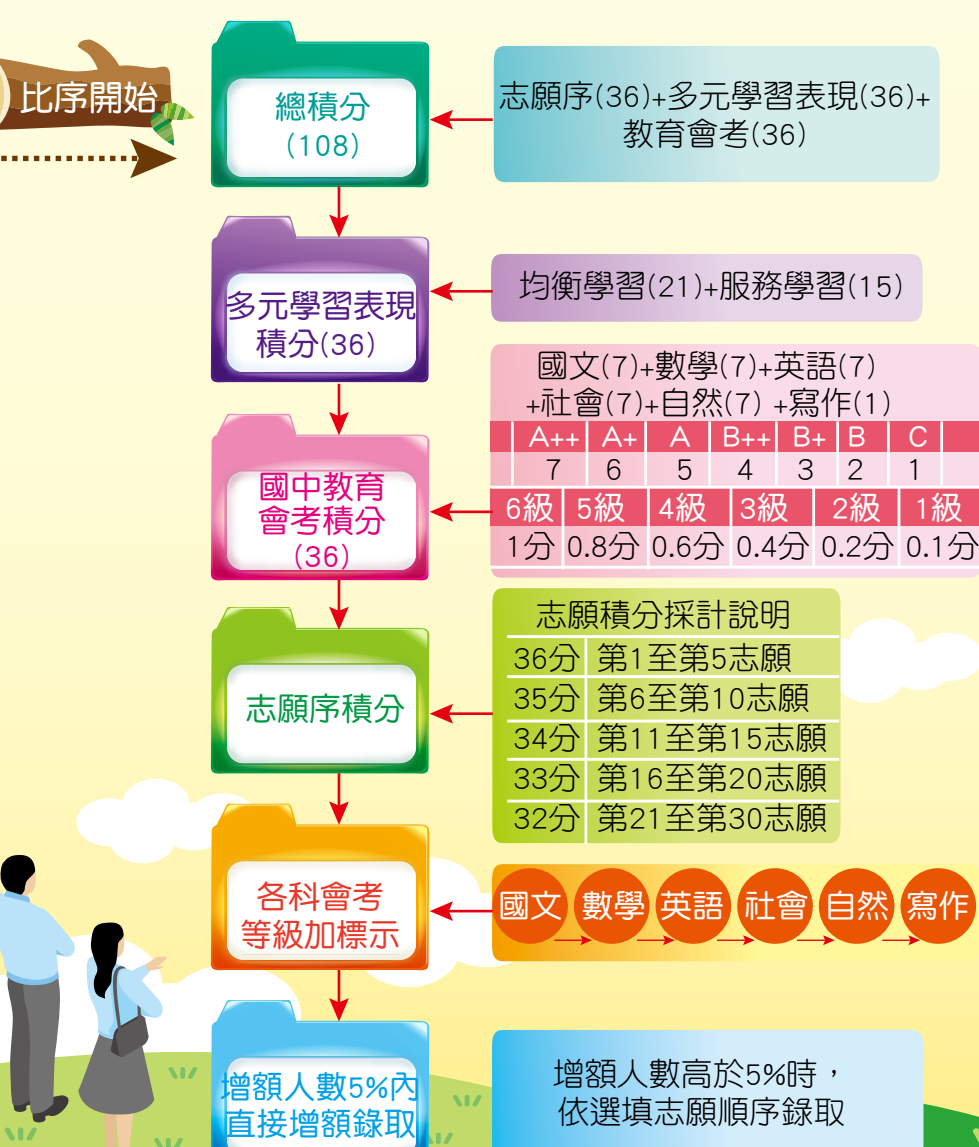 比序開始
總積分
(108)
志願序(36)+多元學習表現(36)+
教育會考(36)
多元學習表現
積分(36)
均衡學習(21)+服務學習(15)
國中教育
會考積分
(36)
國文(7)+數學(7)+英語(7)
+社會(7)+自然(7) +寫作(1)
A++ A+ A B++ B+ B C
7 6 5 4 3 2 1
6級 5級 4級 3級 2級 1級
1分 0.8分 0.6分 0.4分 0.2分 0.1分
志願序積分
志願積分採計說明
36分 第1至第5志願
35分 第6至第10志願
34分 第11至第15志願
33分 第16至第20志願
32分 第21至第30志願
各科會考
等級加標示
國文 數學 英語 社會 自然 寫作
增額人數5%內
直接增額錄取
增額人數高於5%時，
依選填志願順序錄取